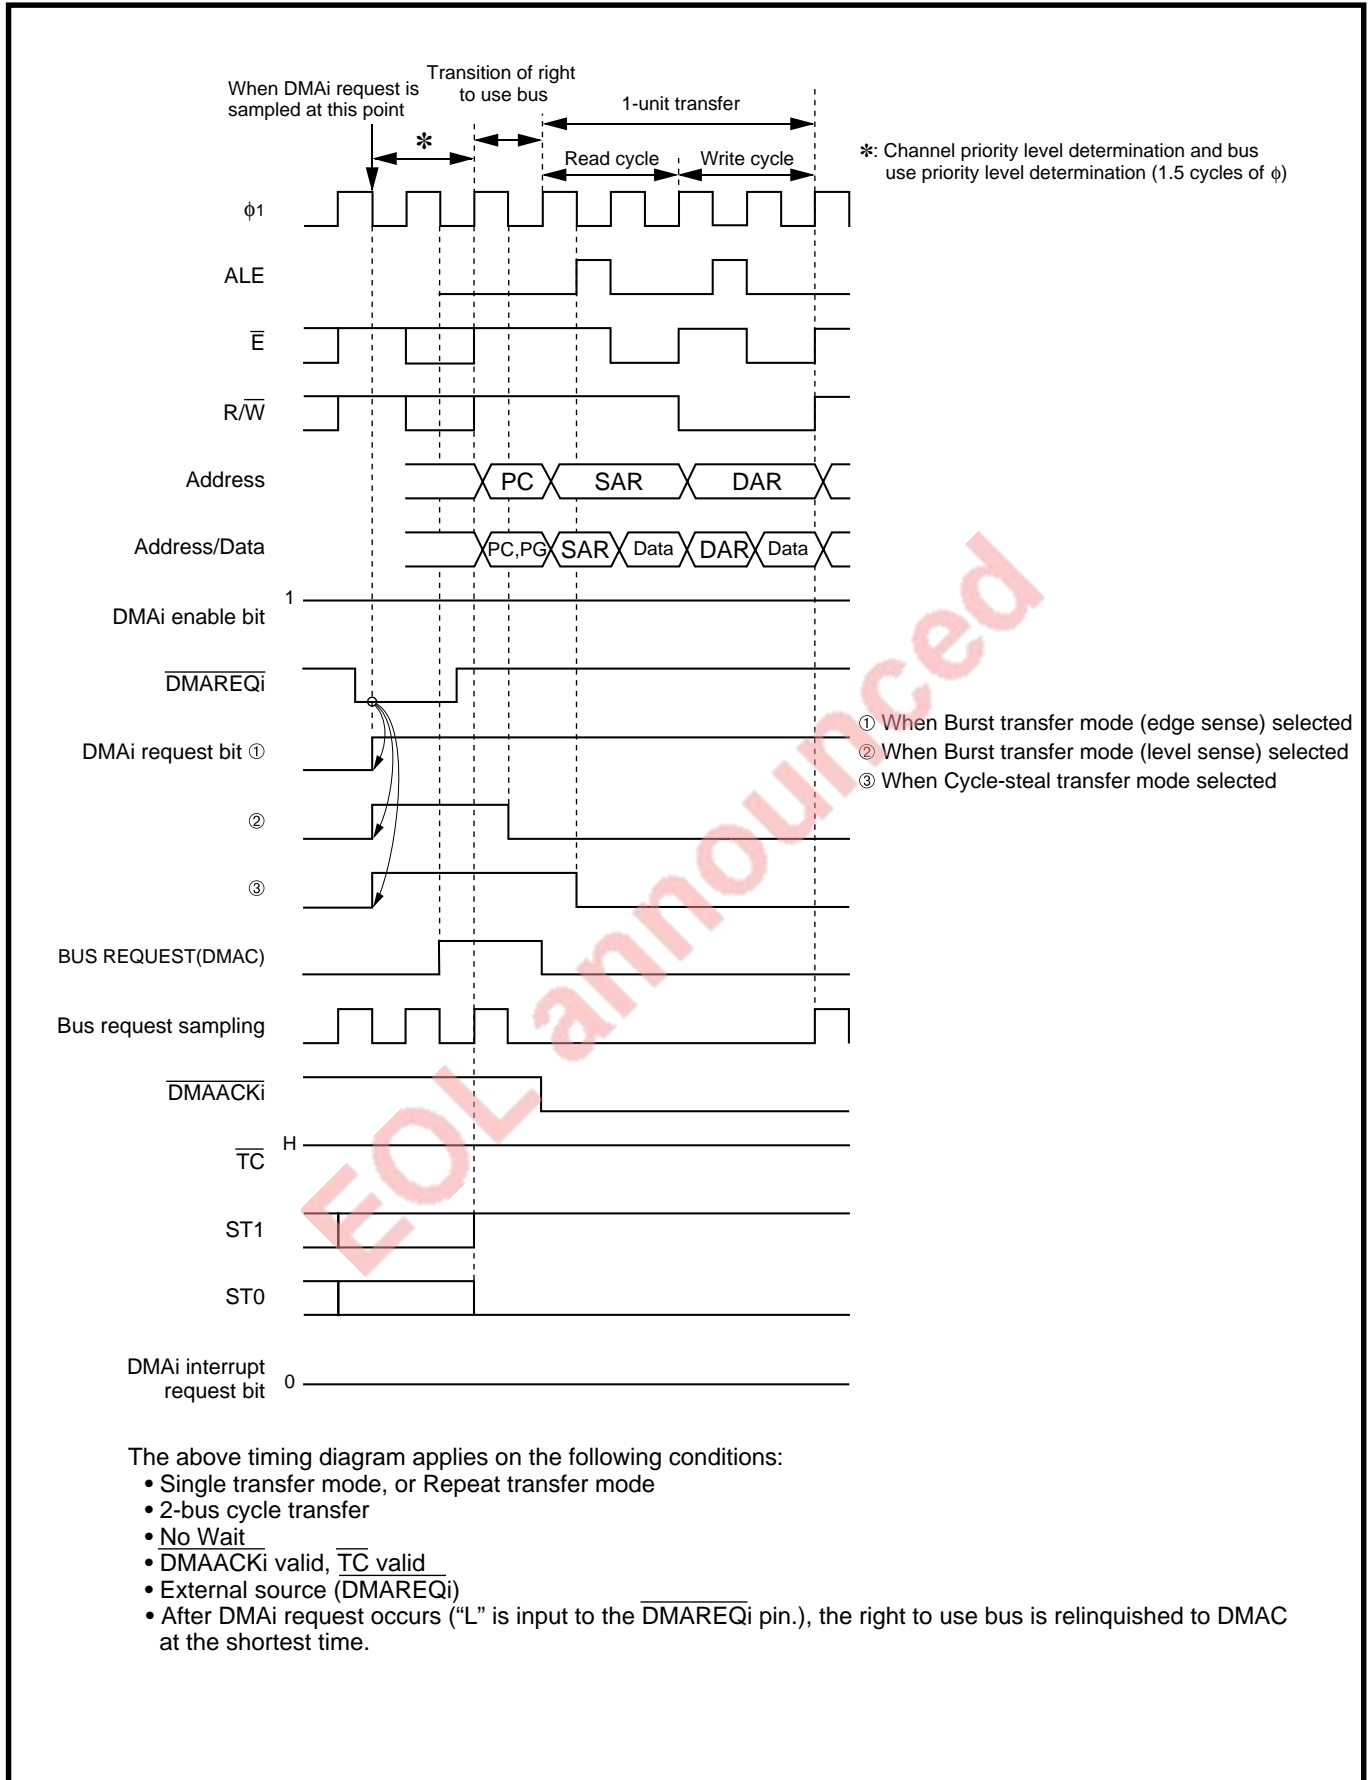 When DMAi request is
sampled at this point
Transition of right
to use bus
1-unit transfer
✻
Read cycle
Write cycle
✻: Channel priority level determination and bus
use priority level determination (1.5 cycles of ϕ)
ϕ1
ALE
E̅
R/W̅
Address
PC
SAR
DAR
Address/Data
PC,PG
SAR
Data
DAR
Data
DMAi enable bit
1
D̅M̅A̅R̅E̅Q̅i̅
DMAi request bit ①
②
③
① When Burst transfer mode (edge sense) selected
② When Burst transfer mode (level sense) selected
③ When Cycle-steal transfer mode selected
BUS REQUEST(DMAC)
Bus request sampling
D̅M̅A̅A̅C̅K̅i̅
T̅C̅
H
ST1
ST0
DMAi interrupt
request bit
0
EOL announced
The above timing diagram applies on the following conditions:
• Single transfer mode, or Repeat transfer mode
• 2-bus cycle transfer
• No Wait
• D̅M̅A̅A̅C̅K̅i̅ valid, T̅C̅ valid
• External source (D̅M̅A̅R̅E̅Q̅i̅)
• After DMAi request occurs (“L” is input to the D̅M̅A̅R̅E̅Q̅i̅ pin.), the right to use bus is relinquished to DMAC
at the shortest time.